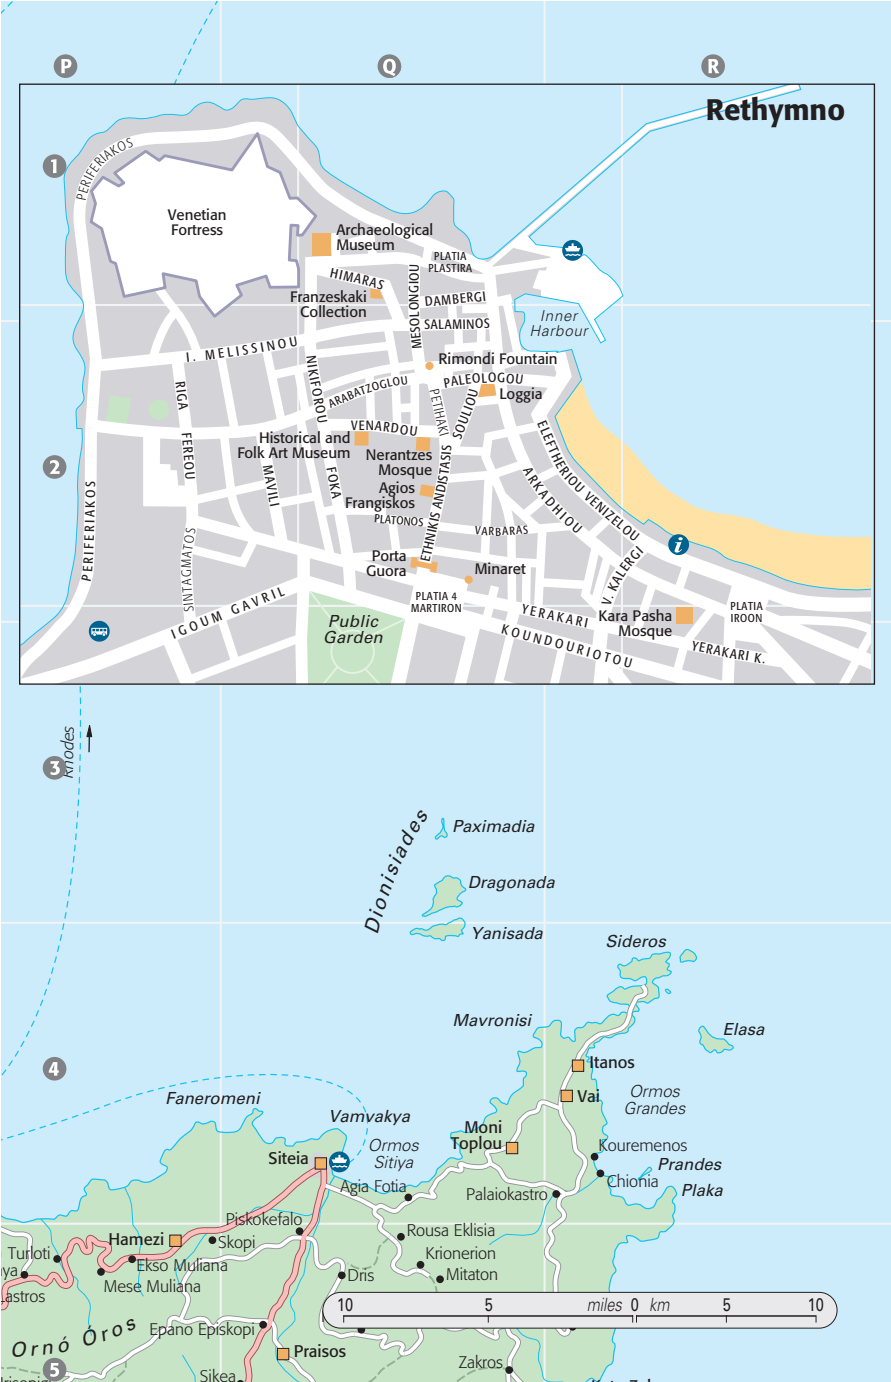 P
Q
R
Rethymno
1
PERIFERIAKOS
Venetian
Fortress
Archaeological
Museum
PLATIA
PLASTIRA
HIMARAS
Franzeskaki
Collection
MESOLONGIOU
DAMBERGI
SALAMINOS
Inner
Harbour
I. MELISSINOU
NIKIFOROU
Rimondi Fountain
RIGA
FEREOU
ARABATZOGLOU
PALEOLOGOU
PETIHAKI
SOULIOU
Loggia
2
VENARDOU
Historical and
Folk Art Museum
Nerantzes
Mosque
MAVILI
FOKA
Agios
Frangiskos
ETHNIKIS ANDISTASIS
ARKADHIOU
ELEFTHERIOU VENIZELOU
PLATONOS
VARBARAS
PERIFERIAKOS
SINTAGMATOS
Porta
Guora
Minaret
i
V. KALERGI
IGOUM GAVRIL
Public
Garden
PLATIA 4
MARTIRON
YERAKARI
KOUNDOURIOTOU
Kara Pasha
Mosque
PLATIA
IROON
YERAKARI K.
3
Rhodes
Dionisiades
Paximadia
Dragonada
Yanisada
Sideros
Mavronisi
Elasa
4
Itanos
Vai
Ormos
Grandes
Faneromeni
Vamvakya
Moni
Toplou
Ormos
Sitiya
Siteia
Kouremenos
Prandes
Chionia
Plaka
Agia Fotia
Palaiokastro
Piskokefalo
Rousa Eklisia
Hamezi
Skopi
Turloti
Ekso Muliana
Krionerion
Mitaton
Dris
Mese Muliana
10
5
miles
0
km
5
10
Ornó Óros
Epano Episkopi
Praisos
Zakros
5
Sikea